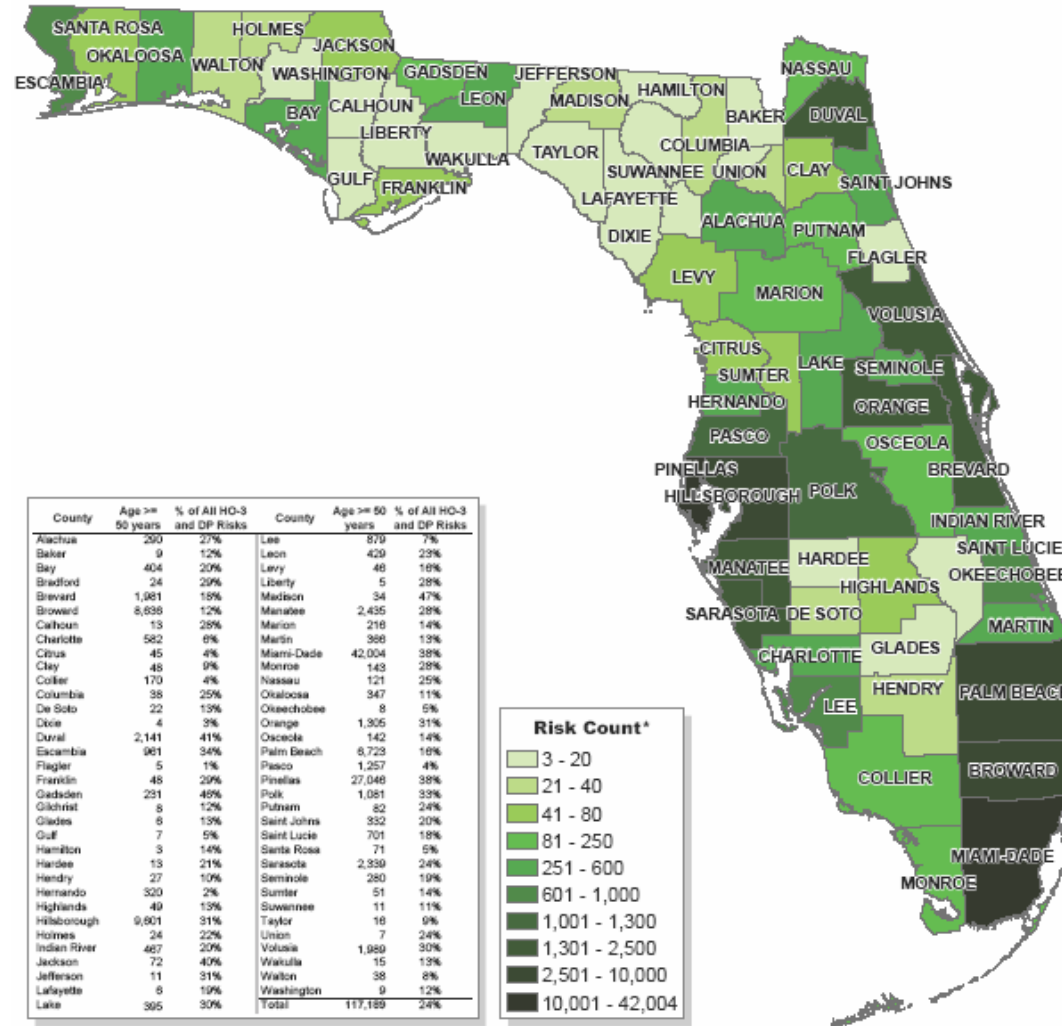 SANTA ROSA
HOLMES
JACKSON
OKALOOSA
WALTON
ESCAMBIA
WASHINGTON
GADSDEN
JEFFERSON
NASSAU
BAY
CALHOUN
LEON
MADISON
HAMILTON
BAKER
DUVAL
LIBERTY
WAKULLA
TAYLOR
COLUMBIA
GULF
FRANKLIN
SUWANNEE
UNION
CLAY
SAINT JOHNS
LAFAYETTE
ALACHUA
PUTNAM
DIXIE
FLAGLER
LEVY
MARION
VOLUSIA
CITRUS
SUMTER
LAKE
SEMINOLE
HERNANDO
ORANGE
PASCO
OSCEOLA
PINELLAS
HILLSBOROUGH
POLK
BREVARD
INDIAN RIVER
MANATEE
HARDEE
SAINT LUCIE
HIGHLANDS
OKEECHOBEE
SARASOTA
DE SOTO
MARTIN
CHARLOTTE
GLADES
LEE
HENDRY
PALM BEACH
COLLIER
BROWARD
MIAMI-DADE
MONROE
County Age >= 50 years % of All HO-3 and DP Risks County Age >= 50 years % of All HO-3 and DP Risks
Alachua 290 27% Lee 879 7%
Baker 9 12% Leon 429 23%
Bay 404 20% Levy 46 16%
Bradford 24 29% Liberty 5 28%
Brevard 1,981 18% Madison 34 47%
Broward 8,636 12% Manatee 2,435 28%
Calhoun 13 28% Marion 216 14%
Charlotte 582 6% Martin 366 13%
Citrus 45 4% Miami-Dade 42,004 38%
Clay 48 9% Monroe 143 28%
Collier 170 4% Nassau 121 25%
Columbia 38 25% Okaloosa 347 11%
De Soto 22 13% Okeechobee 8 5%
Dixie 4 3% Orange 1,305 31%
Duval 2,141 41% Osceola 142 14%
Escambia 961 34% Palm Beach 6,723 16%
Flagler 5 1% Pasco 1,257 4%
Franklin 48 29% Pinellas 27,046 38%
Gadsden 231 46% Polk 1,081 33%
Gilchrist 8 12% Putnam 82 24%
Glades 6 13% Saint Johns 332 20%
Gulf 7 5% Saint Lucie 701 18%
Hamilton 3 14% Santa Rosa 71 5%
Hardee 13 21% Sarasota 2,339 24%
Hendry 27 10% Seminole 280 19%
Hernando 320 2% Sumter 51 14%
Highlands 49 13% Suwannee 11 11%
Hillsborough 9,601 31% Taylor 16 9%
Holmes 24 22% Union 7 24%
Indian River 467 20% Volusia 1,989 30%
Jackson 72 40% Wakulla 15 13%
Jefferson 11 31% Walton 38 8%
Lafayette 6 19% Washington 9 12%
Lake 395 30% Total 117,189 24%
Risk Count*
3 - 20
21 - 40
41 - 80
81 - 250
251 - 600
601 - 1,000
1,001 - 1,300
1,301 - 2,500
2,501 - 10,000
10,001 - 42,004